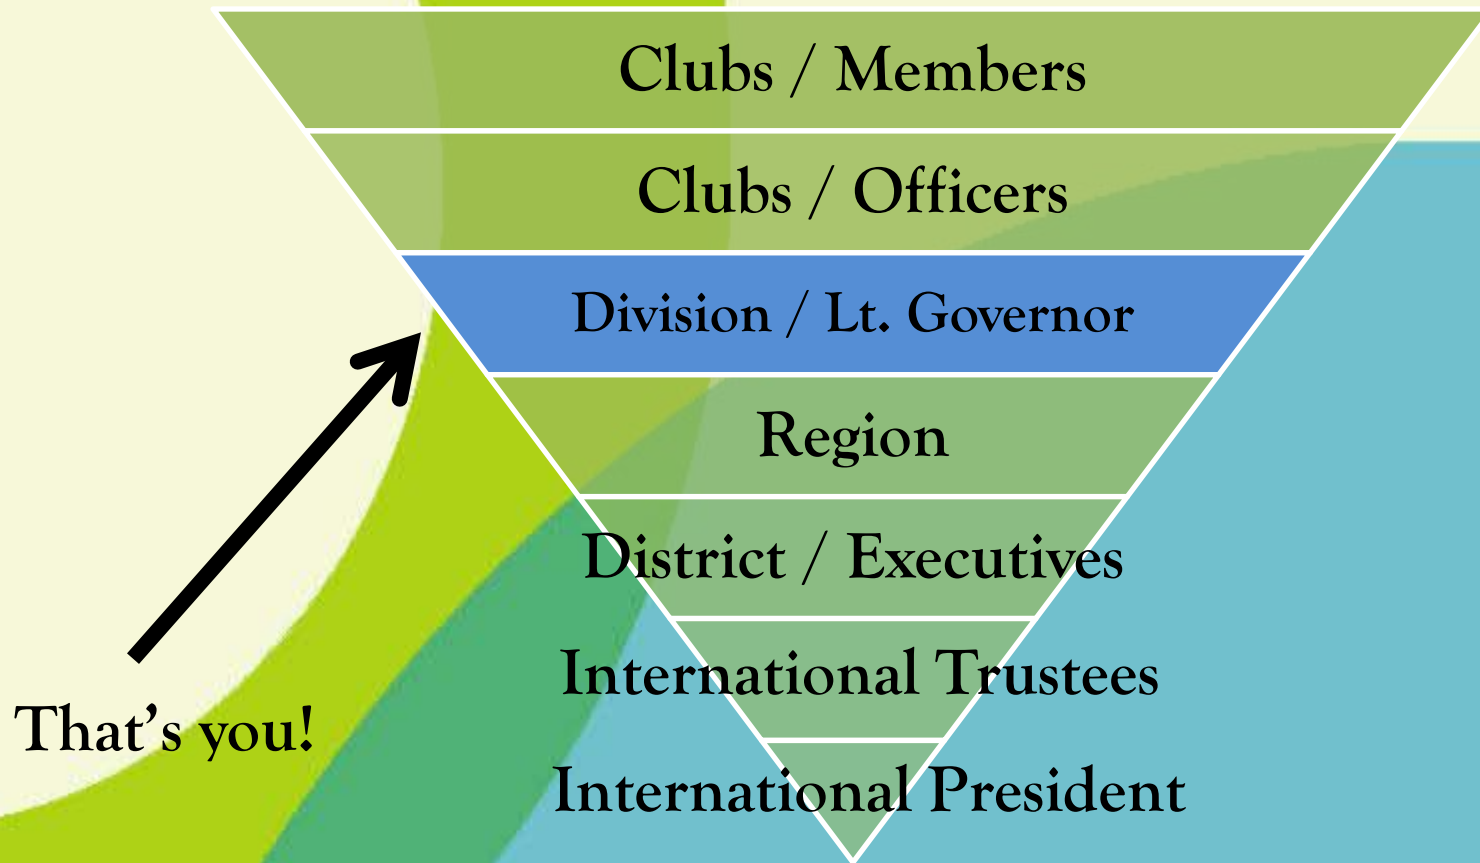 Clubs / Members
Clubs / Officers
Division / Lt. Governor
Region
District / Executives
International Trustees
That’s you!
International President